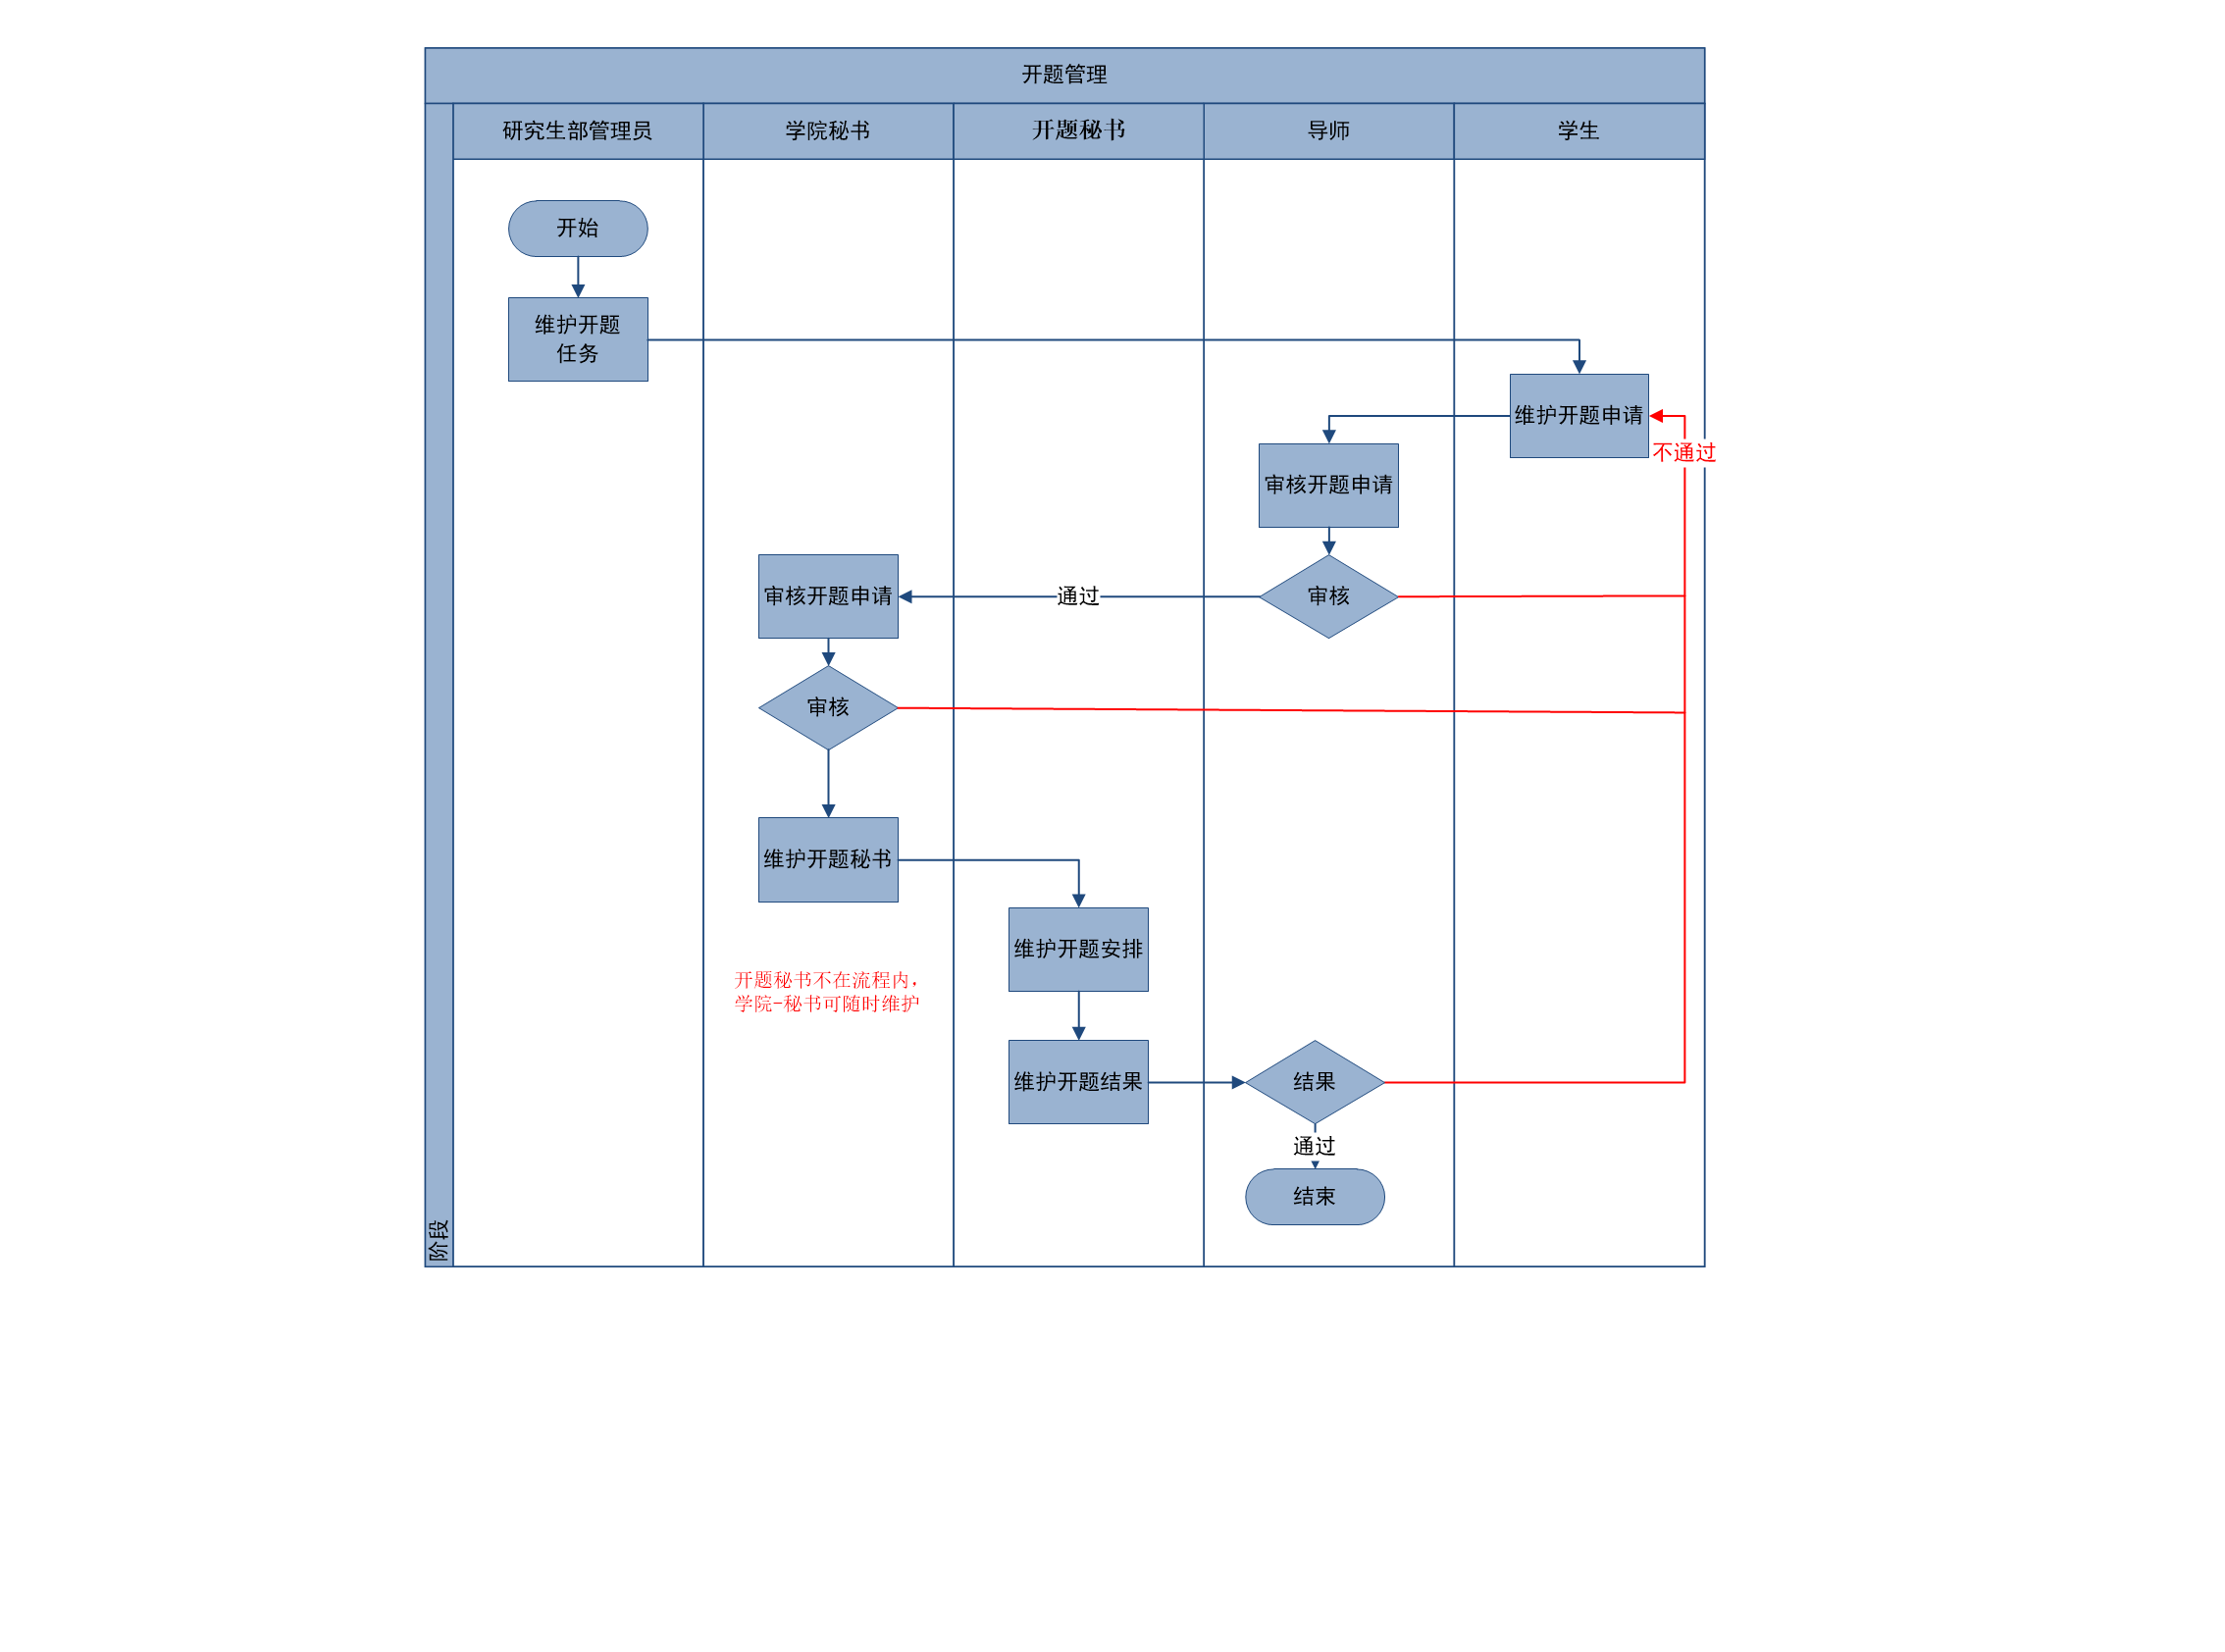 开题管理
研究生部管理员
学院秘书
开题秘书
导师
学生
开始
维护开题
任务
维护开题申请
不通过
审核开题申请
审核开题申请
通过
审核
审核
维护开题秘书
维护开题安排
开题秘书不在流程内，
学院-秘书可随时维护
维护开题结果
结果
通过
结束
阶段